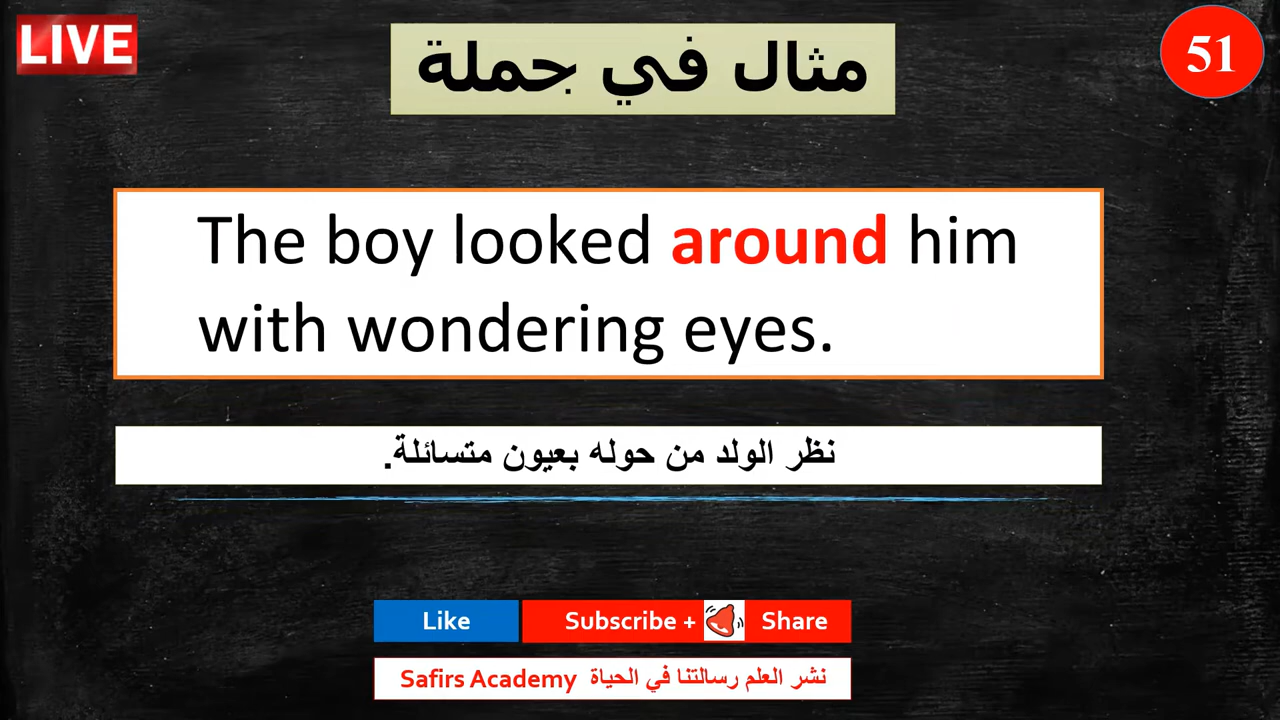 LIVE
مثال في جملة
51
The boy looked around him
with wondering eyes.
نظر الولد من حوله بعيون متسائلة.
Like
Subscribe +
Share
Safirs Academy نشر العلم رسالتنا في الحياة